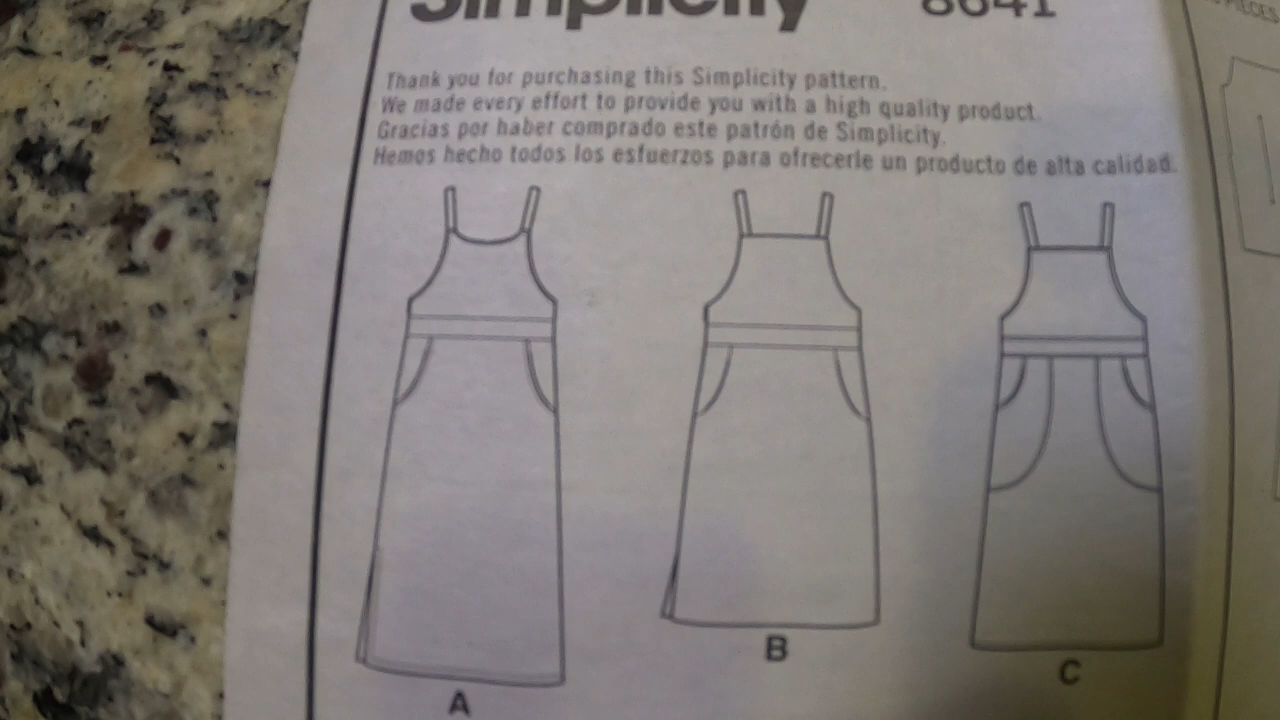 Simplicity 8641
Thank you for purchasing this Simplicity pattern.
We made every effort to provide you with a high quality product.
Gracias por haber comprado este patrón de Simplicity.
Hemos hecho todos los esfuerzos para ofrecerle un producto de alta calidad.
A
B
C